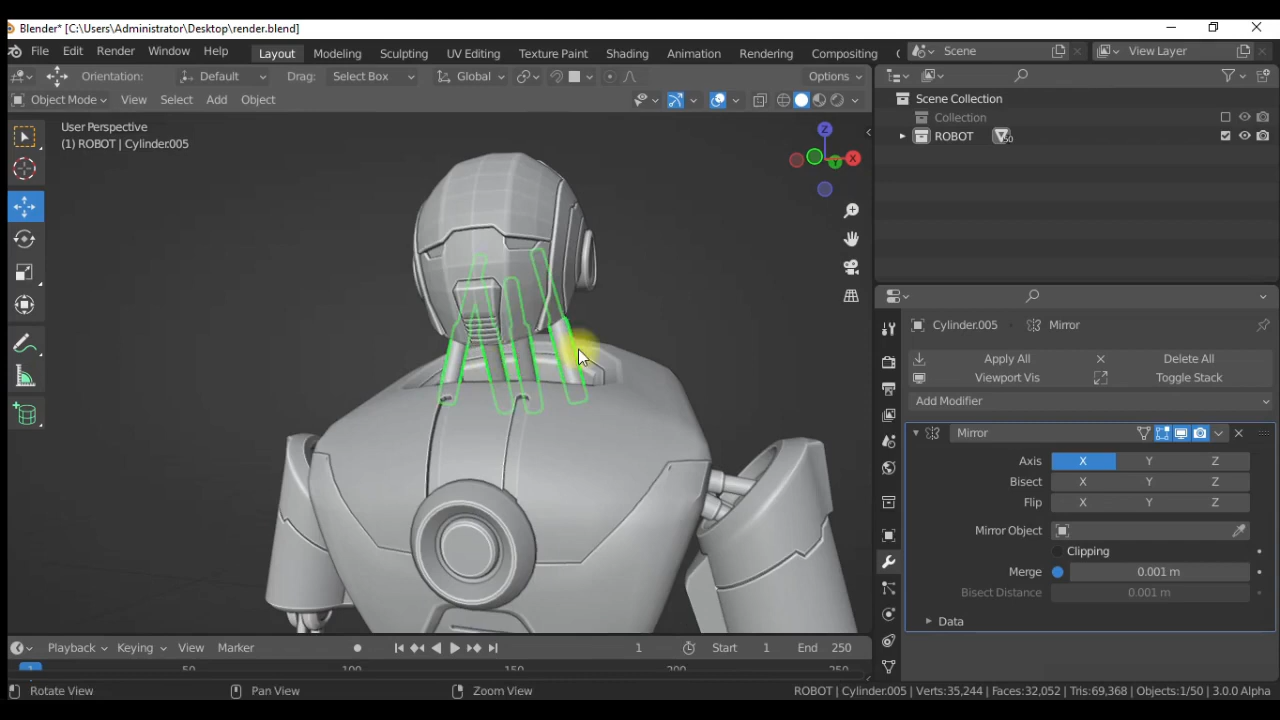 Blender* [C:\Users\Administrator\Desktop\render.blend]
File Edit Render Window Help Layout Modeling Sculpting UV Editing Texture Paint Shading Animation Rendering Compositing Scene View Layer
Orientation: Default Drag: Select Box Global Options
Object Mode View Select Add Object
User Perspective
(1) ROBOT | Cylinder.005
Z
X
Y
Scene Collection
Collection
ROBOT 50
Cylinder.005 Mirror
Apply All Delete All
Viewport Vis Toggle Stack
Add Modifier
Mirror
Axis X Y Z
Bisect X Y Z
Flip X Y Z
Mirror Object
Clipping
Merge 0.001 m
Bisect Distance 0.001 m
Data
Playback Keying View Marker 1 Start 1 End 250
1 50 100 150 200 250
Rotate View Pan View Zoom View ROBOT | Cylinder.005 | Verts:35,244 | Faces:32,052 | Tris:69,368 | Objects:1/50 | 3.0.0 Alpha